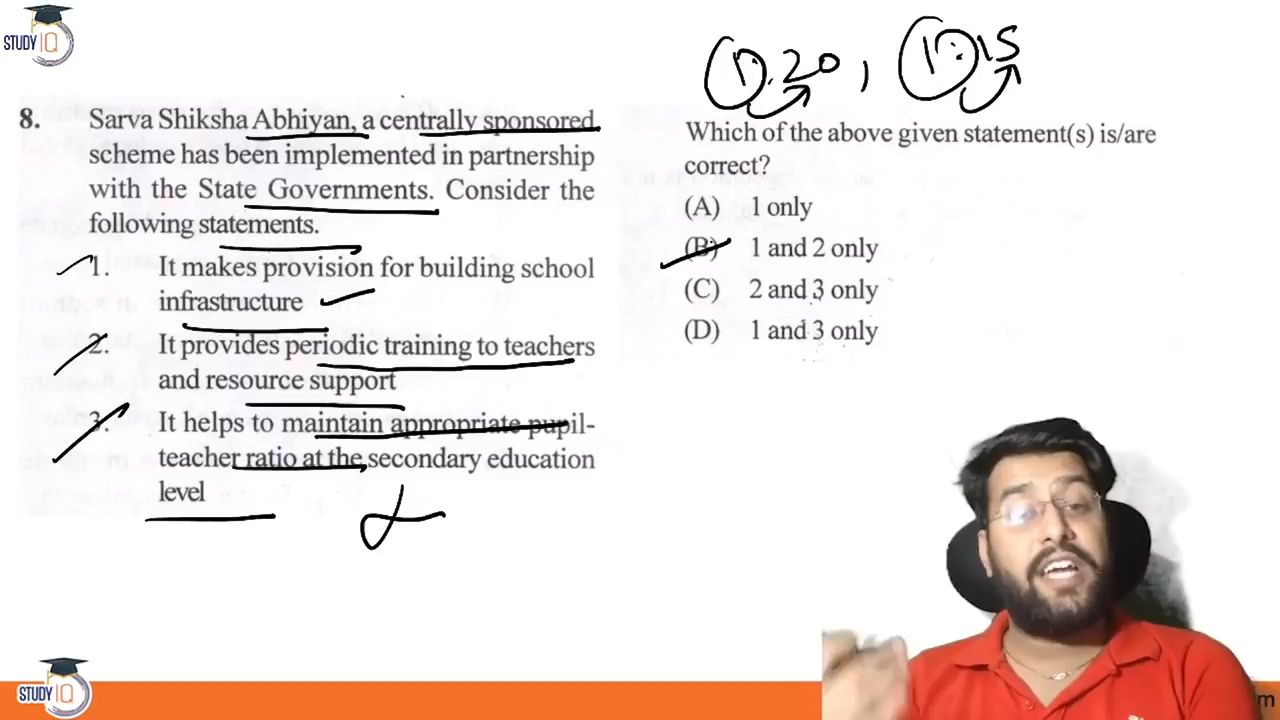 STUDY IQ
1:20, 1:15
8. Sarva Shiksha Abhiyan, a centrally sponsored
scheme has been implemented in partnership
with the State Governments. Consider the
following statements.
1. It makes provision for building school
infrastructure
2. It provides periodic training to teachers
and resource support
3. It helps to maintain appropriate pupil-
teacher ratio at the secondary education
level
Which of the above given statement(s) is/are
correct?
(A) 1 only
(B) 1 and 2 only
(C) 2 and 3 only
(D) 1 and 3 only
STUDY IQ
m